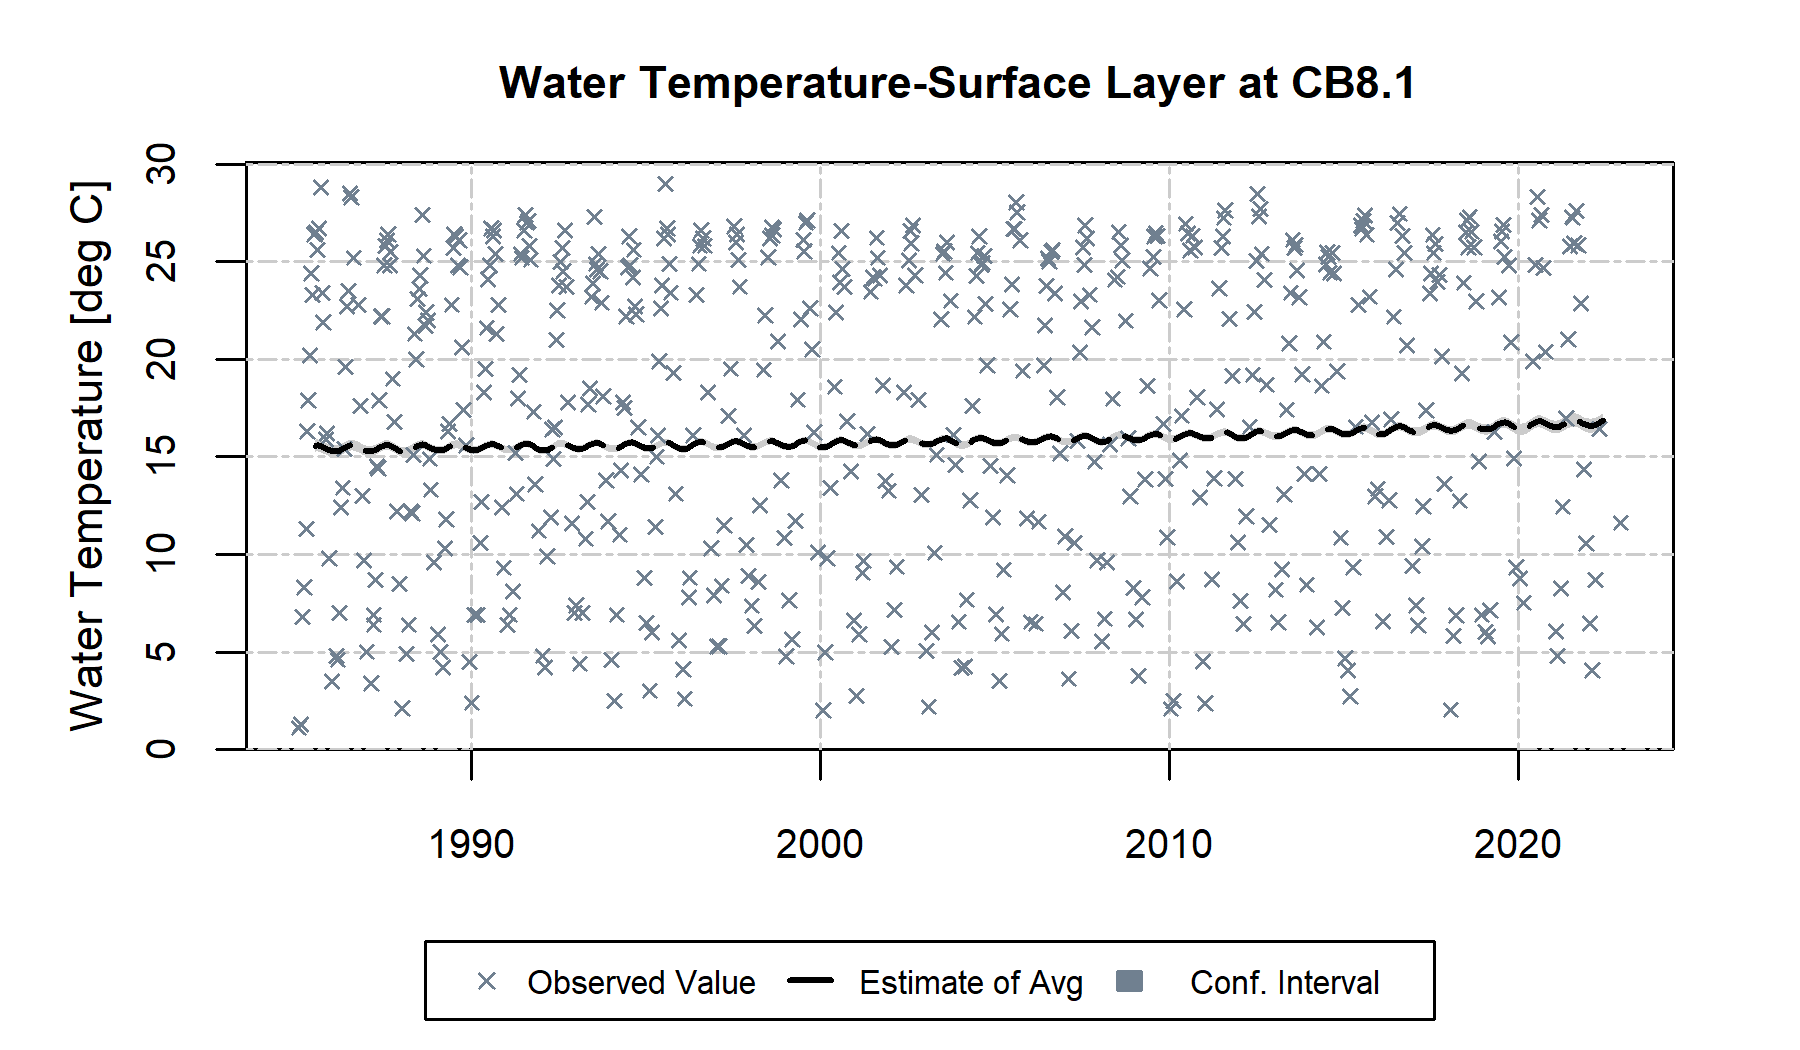 Water Temperature-Surface Layer at CB8.1
Water Temperature [deg C]
30
25
20
15
10
5
0
1990 2000 2010 2020
Observed Value Estimate of Avg Conf. Interval